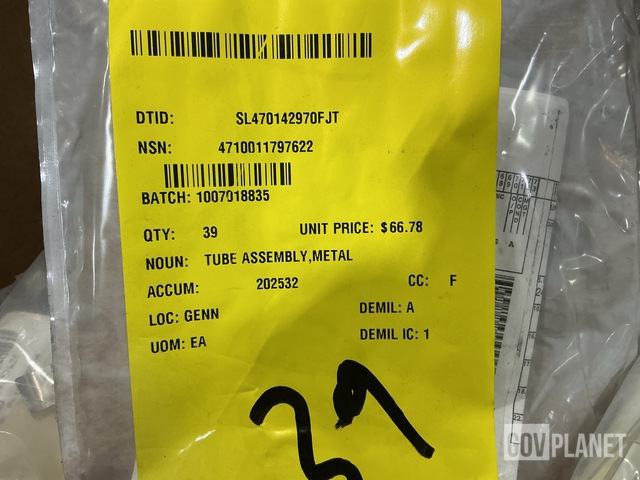 DTID: SL470142970FJT
NSN: 4710011797622
BATCH: 1007018835
QTY: 39 UNIT PRICE: $66.78
NOUN: TUBE ASSEMBLY,METAL
ACCUM: 202532 CC: F
LOC: GENN DEMIL: A
UOM: EA DEMIL IC: 1
39
GOVPLANET